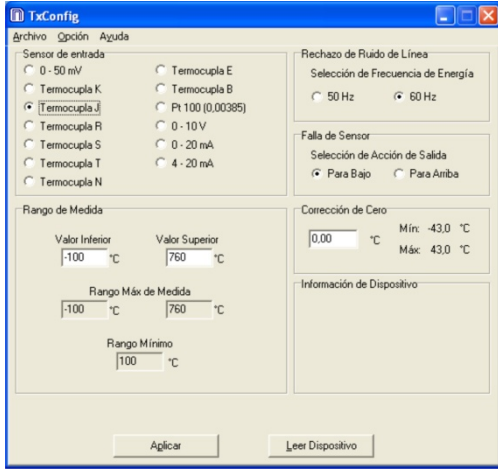 TxConfig
Archivo Opción Ayuda
Sensor de entrada
0 - 50 mV
Termocupla K
Termocupla J
Termocupla R
Termocupla S
Termocupla T
Termocupla N
Termocupla E
Termocupla B
Pt 100 (0,00385)
0 - 10 V
0 - 20 mA
4 - 20 mA
Rechazo de Ruido de Línea
Selección de Frecuencia de Energía
50 Hz 60 Hz
Falla de Sensor
Selección de Acción de Salida
Para Bajo Para Arriba
Rango de Medida
Valor Inferior Valor Superior
-100 °C 760 °C
Rango Máx de Medida
-100 °C 760 °C
Rango Mínimo
100 °C
Corrección de Cero
0,00 °C
Mín: -43,0 °C
Máx: 43,0 °C
Información de Dispositivo
Aplicar Leer Dispositivo